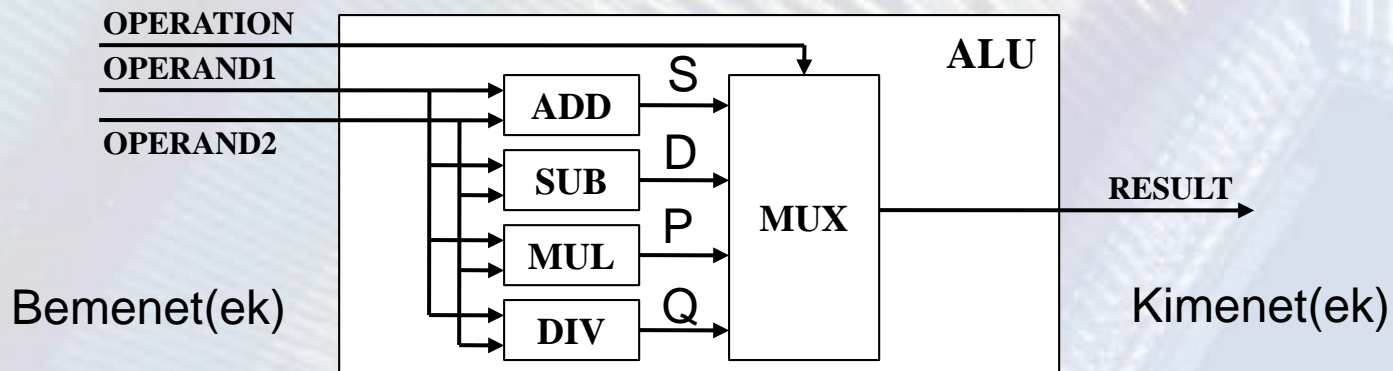 OPERATION
OPERAND1
OPERAND2
ALU
ADD
S
SUB
D
MUL
P
DIV
Q
MUX
RESULT
Bemenet(ek)
Kimenet(ek)